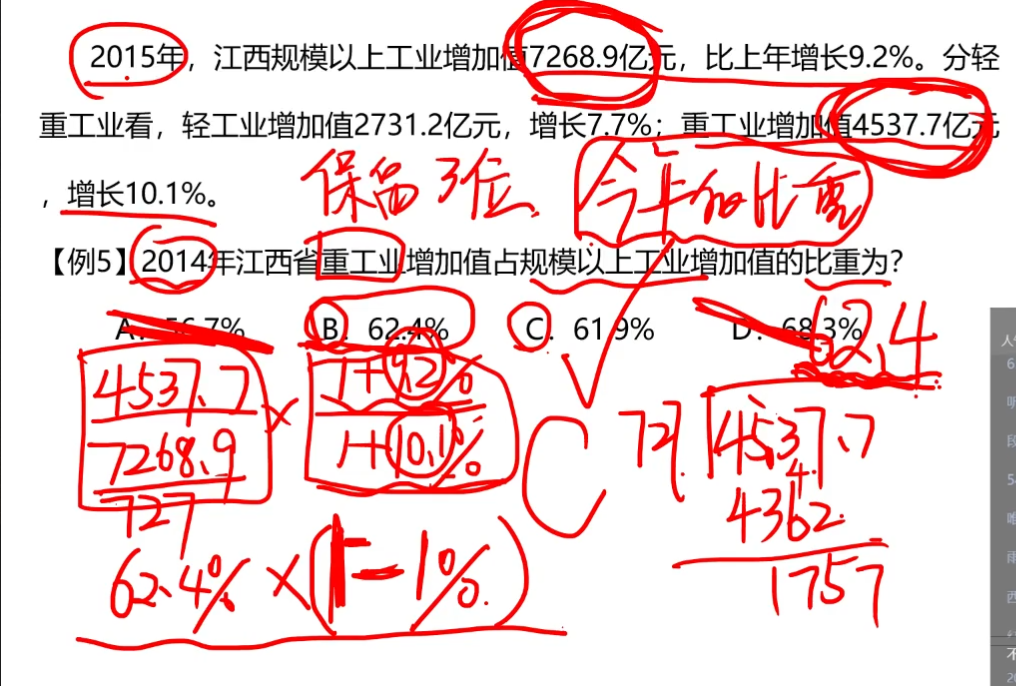 2015年，江西规模以上工业增加值7268.9亿元，比上年增长9.2%。分轻
重工业看，轻工业增加值2731.2亿元，增长7.7%；重工业增加值4537.7亿元
，增长10.1%。
保留3位
今年的比重
【例5】2014年江西省重工业增加值占规模以上工业增加值的比重为？
A. 56.7% B. 62.4% C. 61.9% D. 68.3%
62.4
4537.7
7268.9
727
×
1+9.2%
1+10.1%
C
727
4537.7
4
4362
1757
62.4%×(1-1%)